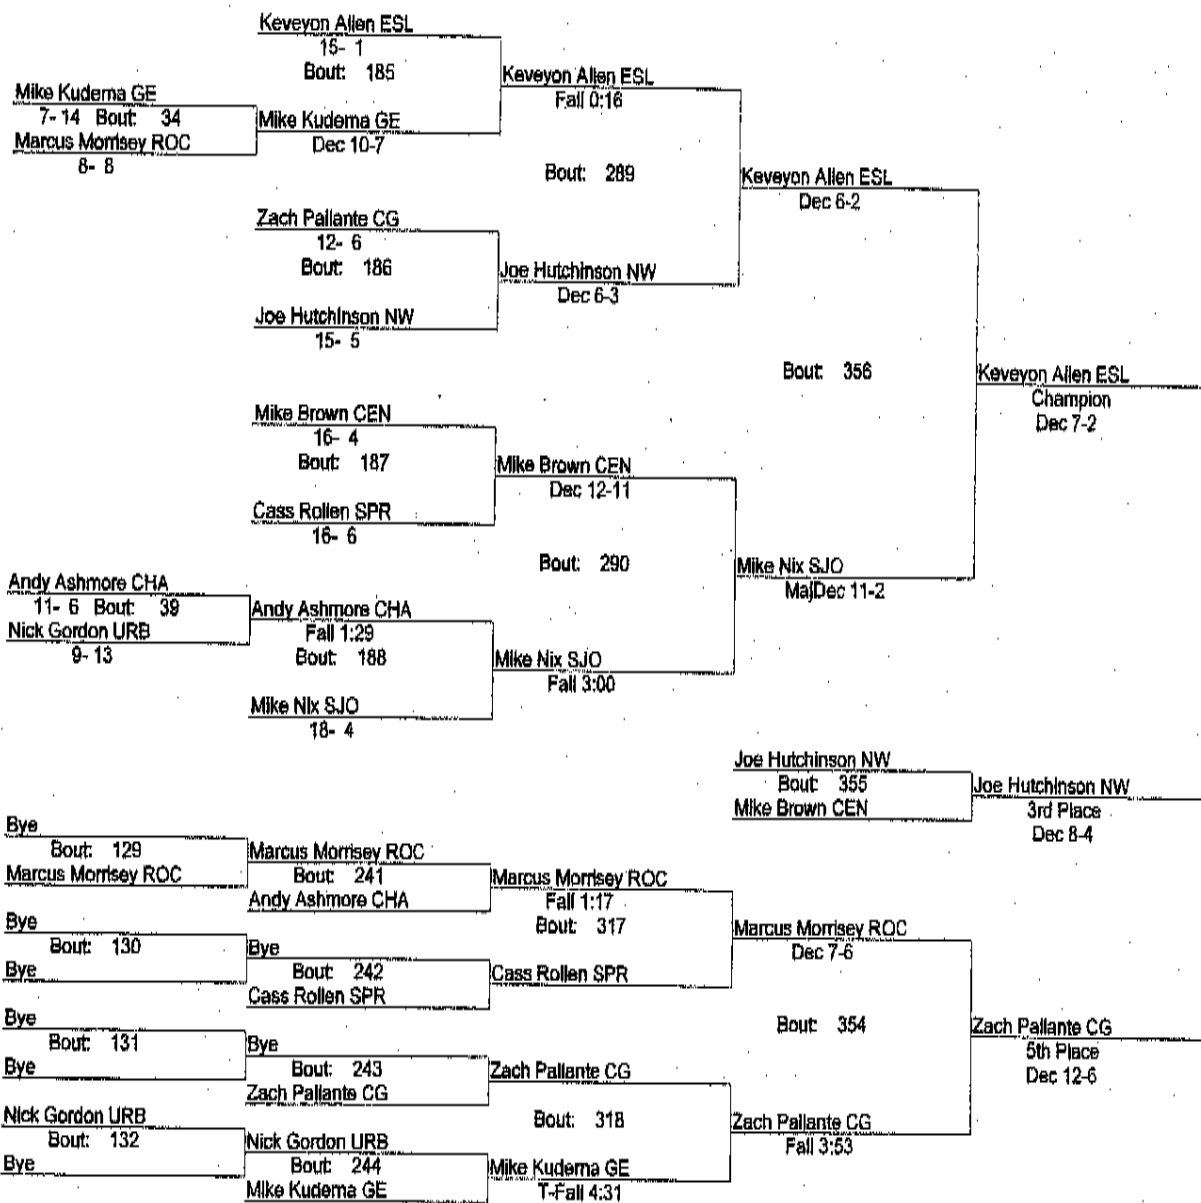 Keveyon Allen ESL
15- 1
Bout: 185
Keveyon Allen ESL
Fall 0:16
Mike Kuderna GE
7- 14 Bout: 34
Mike Kuderna GE
Marcus Morrisey ROC
Dec 10-7
8- 8
Bout: 289
Keveyon Allen ESL
Dec 6-2
Zach Pallante CG
12- 6
Bout: 186
Joe Hutchinson NW
Dec 6-3
Joe Hutchinson NW
15- 5
Bout: 356
Keveyon Allen ESL
Champion
Dec 7-2
Mike Brown CEN
16- 4
Bout: 187
Mike Brown CEN
Dec 12-11
Cass Rollen SPR
16- 6
Bout: 290
Mike Nix SJO
MajDec 11-2
Andy Ashmore CHA
11- 6 Bout: 39
Andy Ashmore CHA
Nick Gordon URB
Fall 1:29
9- 13
Bout: 188
Mike Nix SJO
Fall 3:00
Mike Nix SJO
18- 4
Joe Hutchinson NW
Bout: 355
Joe Hutchinson NW
Mike Brown CEN
3rd Place
Dec 8-4
Bye
Bout: 129
Marcus Morrisey ROC
Marcus Morrisey ROC
Bout: 241
Marcus Morrisey ROC
Andy Ashmore CHA
Fall 1:17
Bye
Bout: 317
Marcus Morrisey ROC
Bout: 130
Bye
Dec 7-6
Bye
Bout: 242
Cass Rollen SPR
Cass Rollen SPR
Bye
Bout: 354
Zach Pallante CG
Bout: 131
Bye
5th Place
Bye
Bout: 243
Zach Pallante CG
Dec 12-6
Zach Pallante CG
Nick Gordon URB
Bout: 318
Zach Pallante CG
Bout: 132
Nick Gordon URB
Fall 3:53
Bye
Bout: 244
Mike Kuderna GE
Mike Kuderna GE
T-Fall 4:31